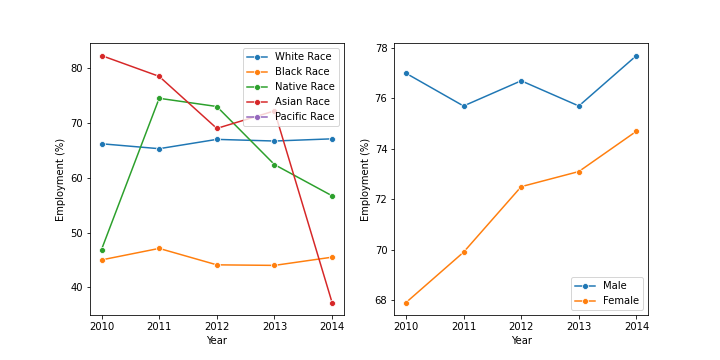 White Race
Black Race
Native Race
Asian Race
Pacific Race
80
70
60
50
40
Employment (%)
2010 2011 2012 2013 2014
Year
78
76
74
72
70
68
Employment (%)
Male
Female
2010 2011 2012 2013 2014
Year